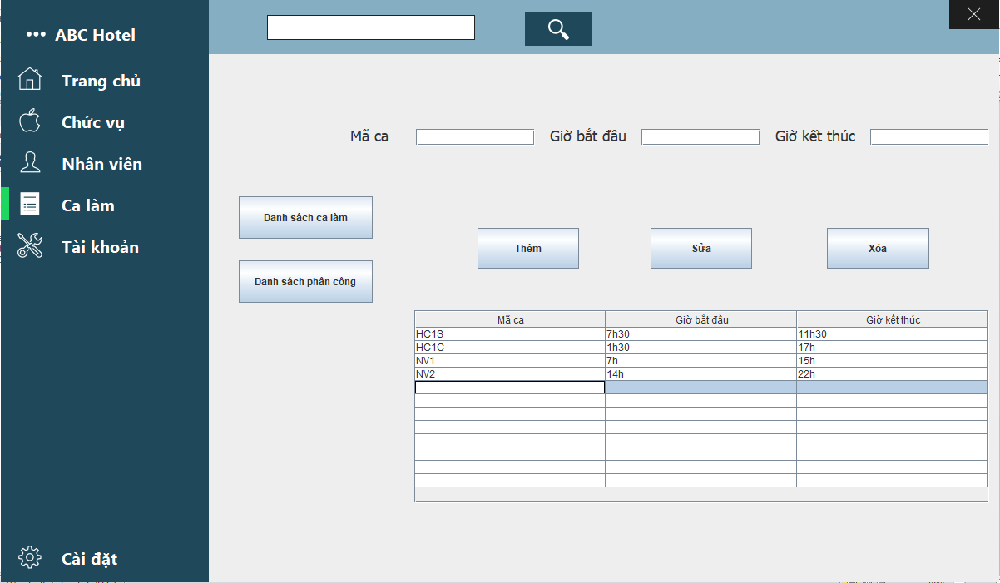 ABC Hotel
Trang chủ
Chức vụ
Nhân viên
Ca làm
Tài khoản
Cài đặt
Mã ca Giờ bắt đầu Giờ kết thúc
Danh sách ca làm
Danh sách phân công
Thêm Sửa Xóa
Mã ca Giờ bắt đầu Giờ kết thúc
HC1S 7h30 11h30
HC1C 1h30 17h
NV1 7h 15h
NV2 14h 22h